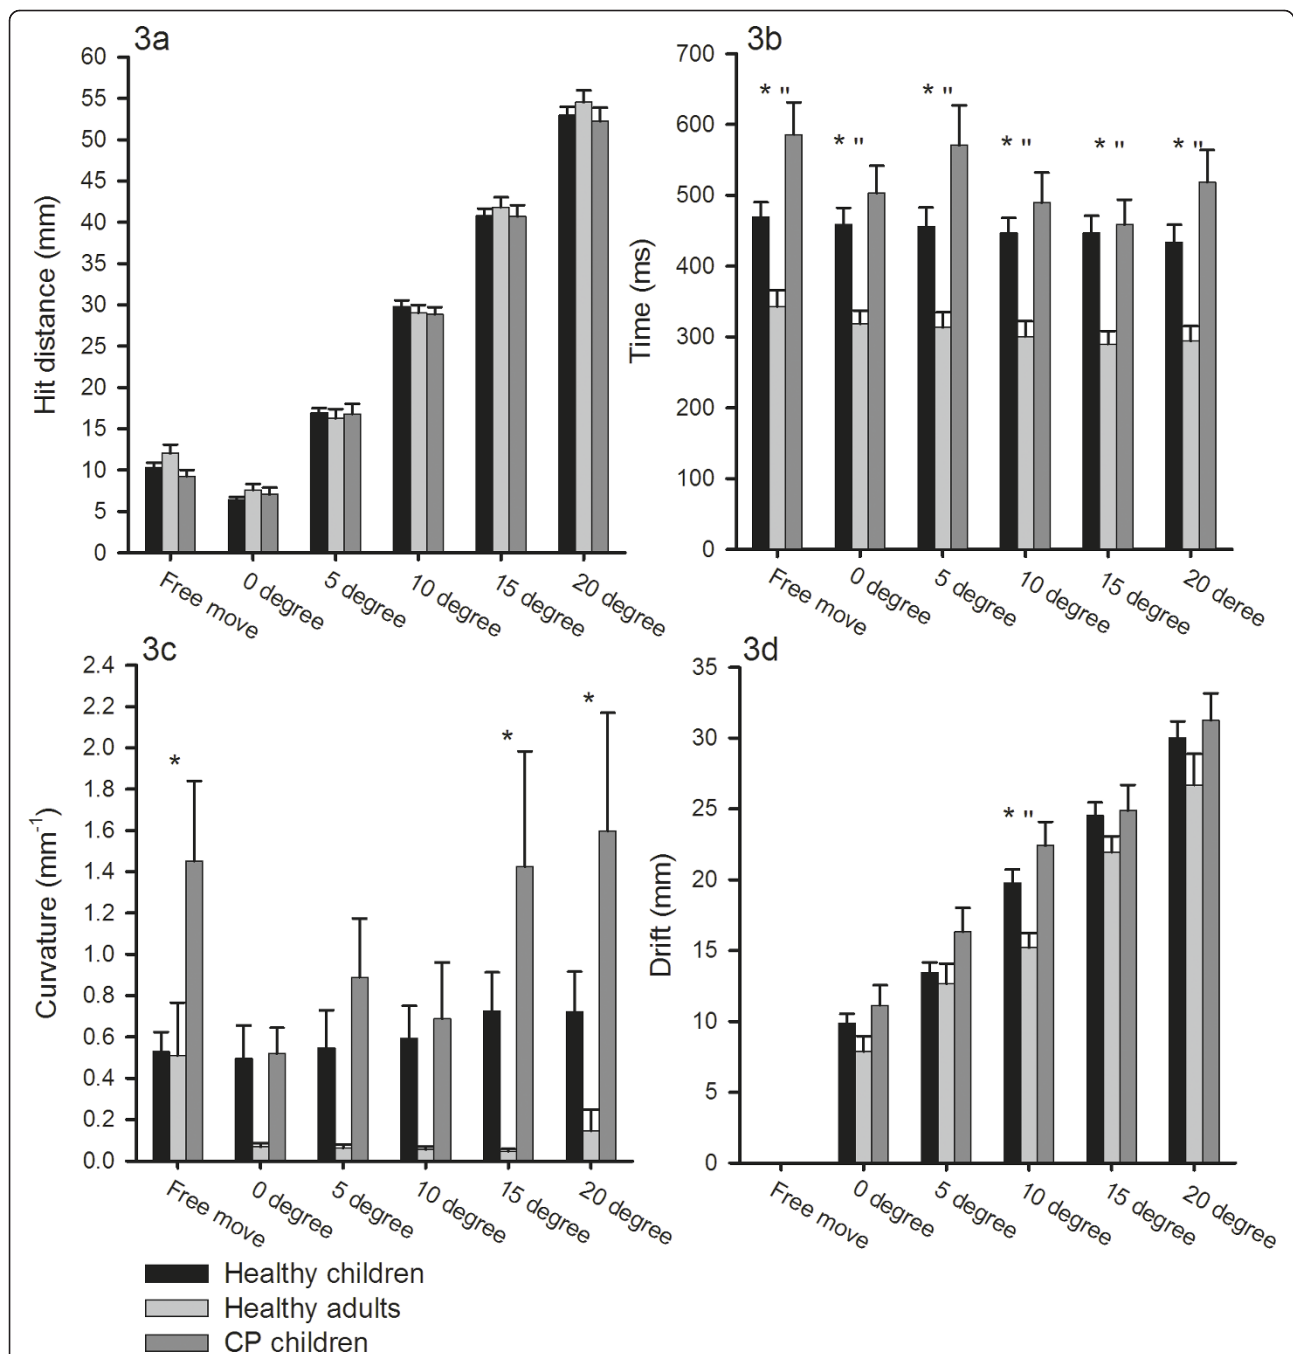 3a
Hit distance (mm)
60
55
50
45
40
35
30
25
20
15
10
5
0
Free move
0 degree
5 degree
10 degree
15 degree
20 degree
3b
Time (ms)
700
600
500
400
300
200
100
0
* "
* "
* "
* "
* "
* "
Free move
0 degree
5 degree
10 degree
15 degree
20 deree
3c
Curvature (mm-1)
2.4
2.2
2.0
1.8
1.6
1.4
1.2
1.0
0.8
0.6
0.4
0.2
0.0
*
*
*
Free move
0 degree
5 degree
10 degree
15 degree
20 degree
3d
Drift (mm)
35
30
25
20
15
10
5
0
* "
Free move
0 degree
5 degree
10 degree
15 degree
20 degree
Healthy children
Healthy adults
CP children